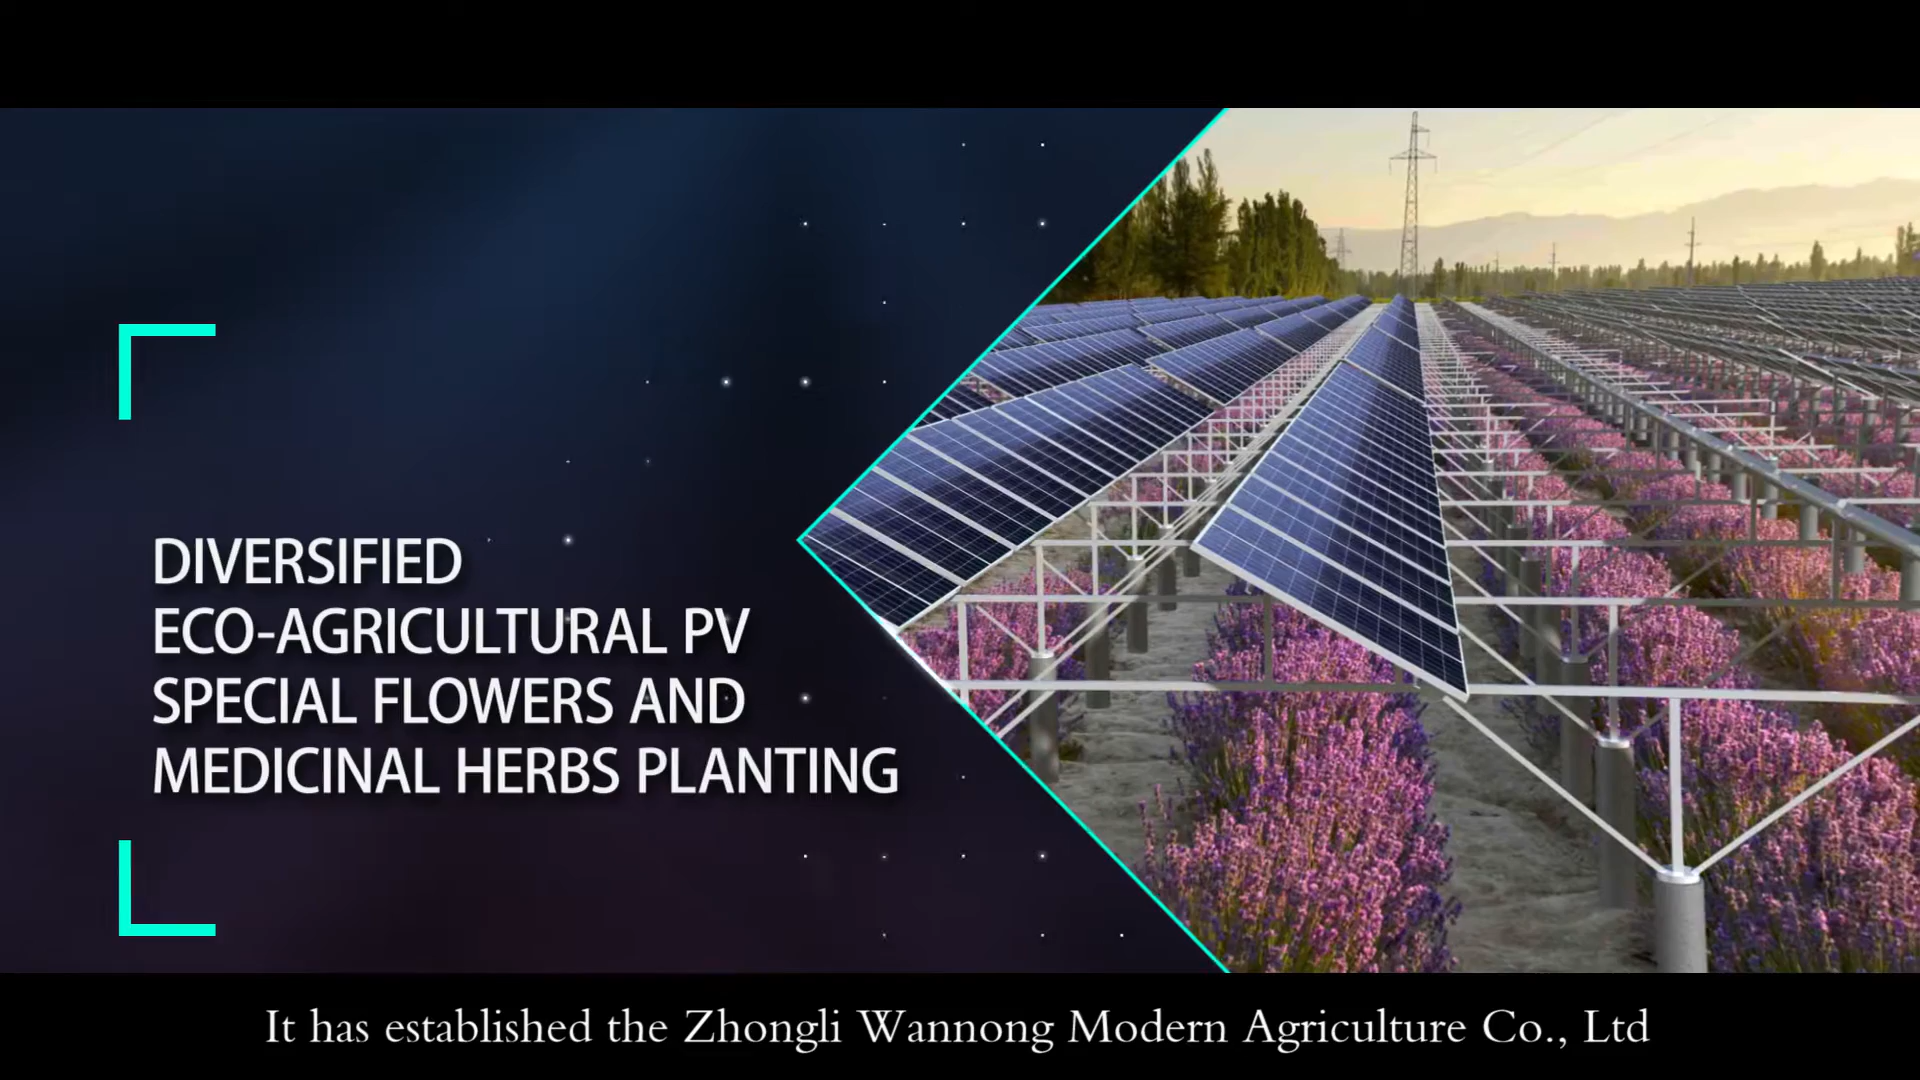 DIVERSIFIED
ECO-AGRICULTURAL PV
SPECIAL FLOWERS AND
MEDICINAL HERBS PLANTING
It has established the Zhongli Wannong Modern Agriculture Co., Ltd